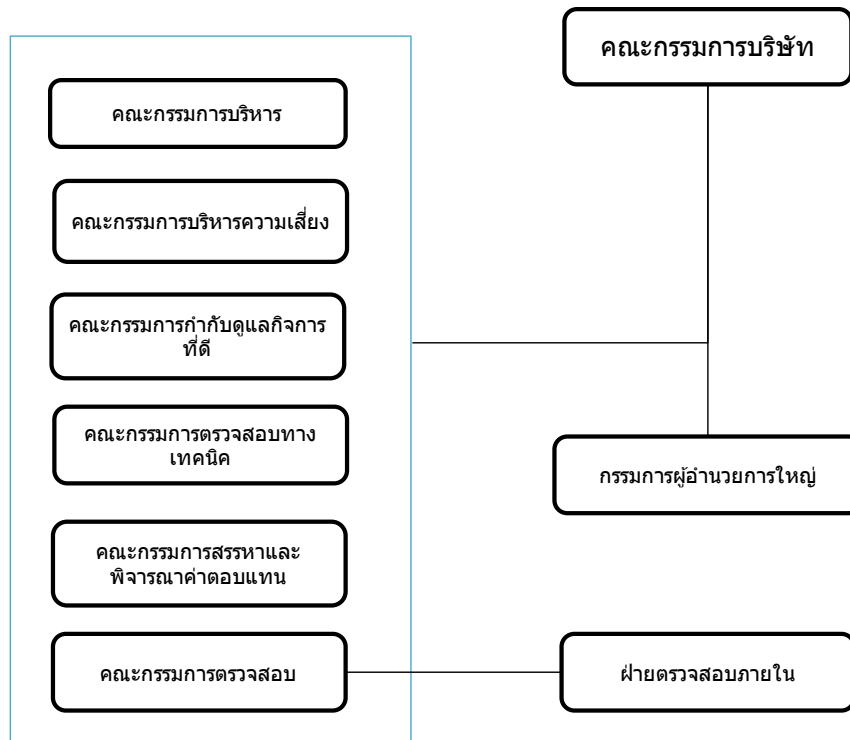 คณะกรรมการบริษัท
คณะกรรมการบริหาร
คณะกรรมการบริหารความเสี่ยง
คณะกรรมการกำกับดูแลกิจการ
ที่ดี
คณะกรรมการตรวจสอบทาง
เทคนิค
กรรมการผู้อำนวยการใหญ่
คณะกรรมการสรรหาและ
พิจารณาค่าตอบแทน
คณะกรรมการตรวจสอบ
ฝ่ายตรวจสอบภายใน